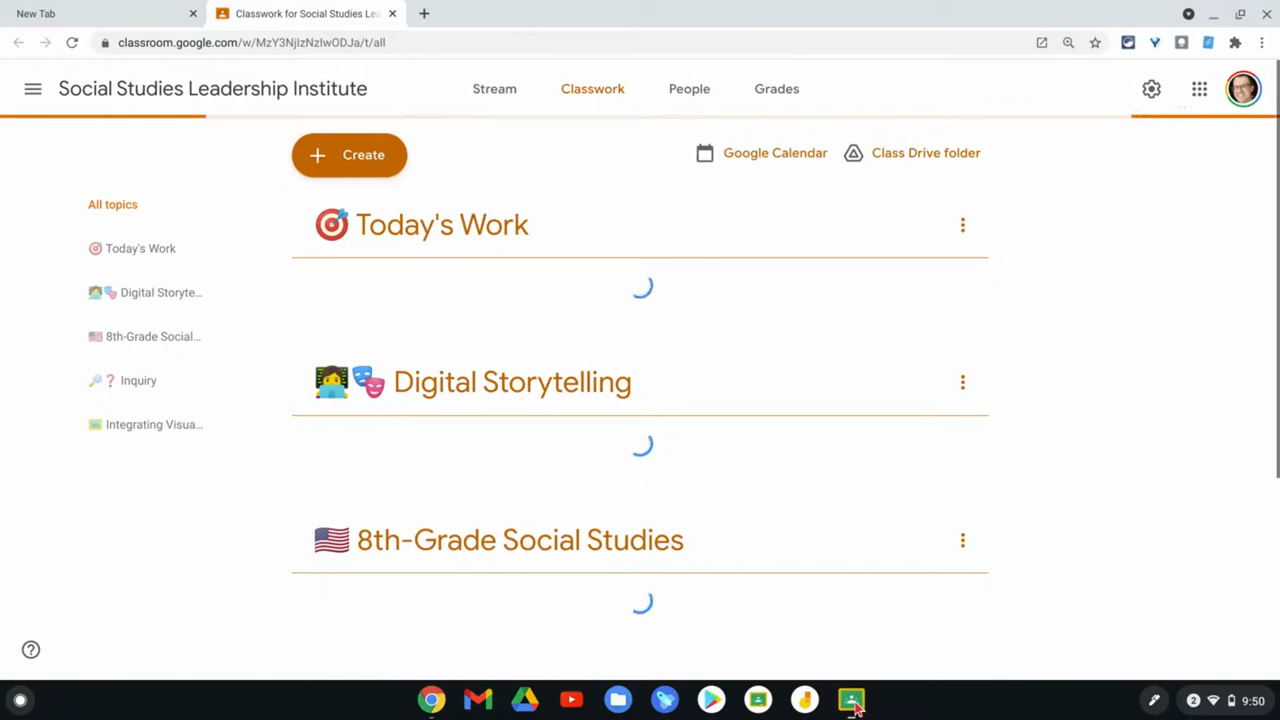 New Tab
Classwork for Social Studies Lea
classroom.google.com/w/MzY3NjIzNzIwODJa/t/all
Social Studies Leadership Institute
Stream
Classwork
People
Grades
Create
Google Calendar
Class Drive folder
All topics
Today's Work
Digital Storyte...
8th-Grade Social...
Inquiry
Integrating Visua...
Today's Work
Digital Storytelling
8th-Grade Social Studies
2
9:50